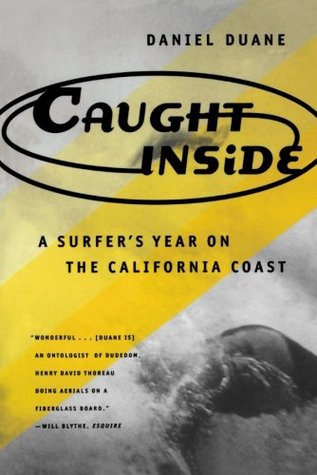 DANIEL DUANE
CAUGHT
INSiDE
A SURFER'S YEAR ON
THE CALIFORNIA COAST
"WONDERFUL . . . [DUANE IS]
AN ONTOLOGIST OF DUDEDOM,
HENRY DAVID THOREAU
DOING AERIALS ON A
FIBERGLASS BOARD."
—WILL BLYTHE, ESQUIRE